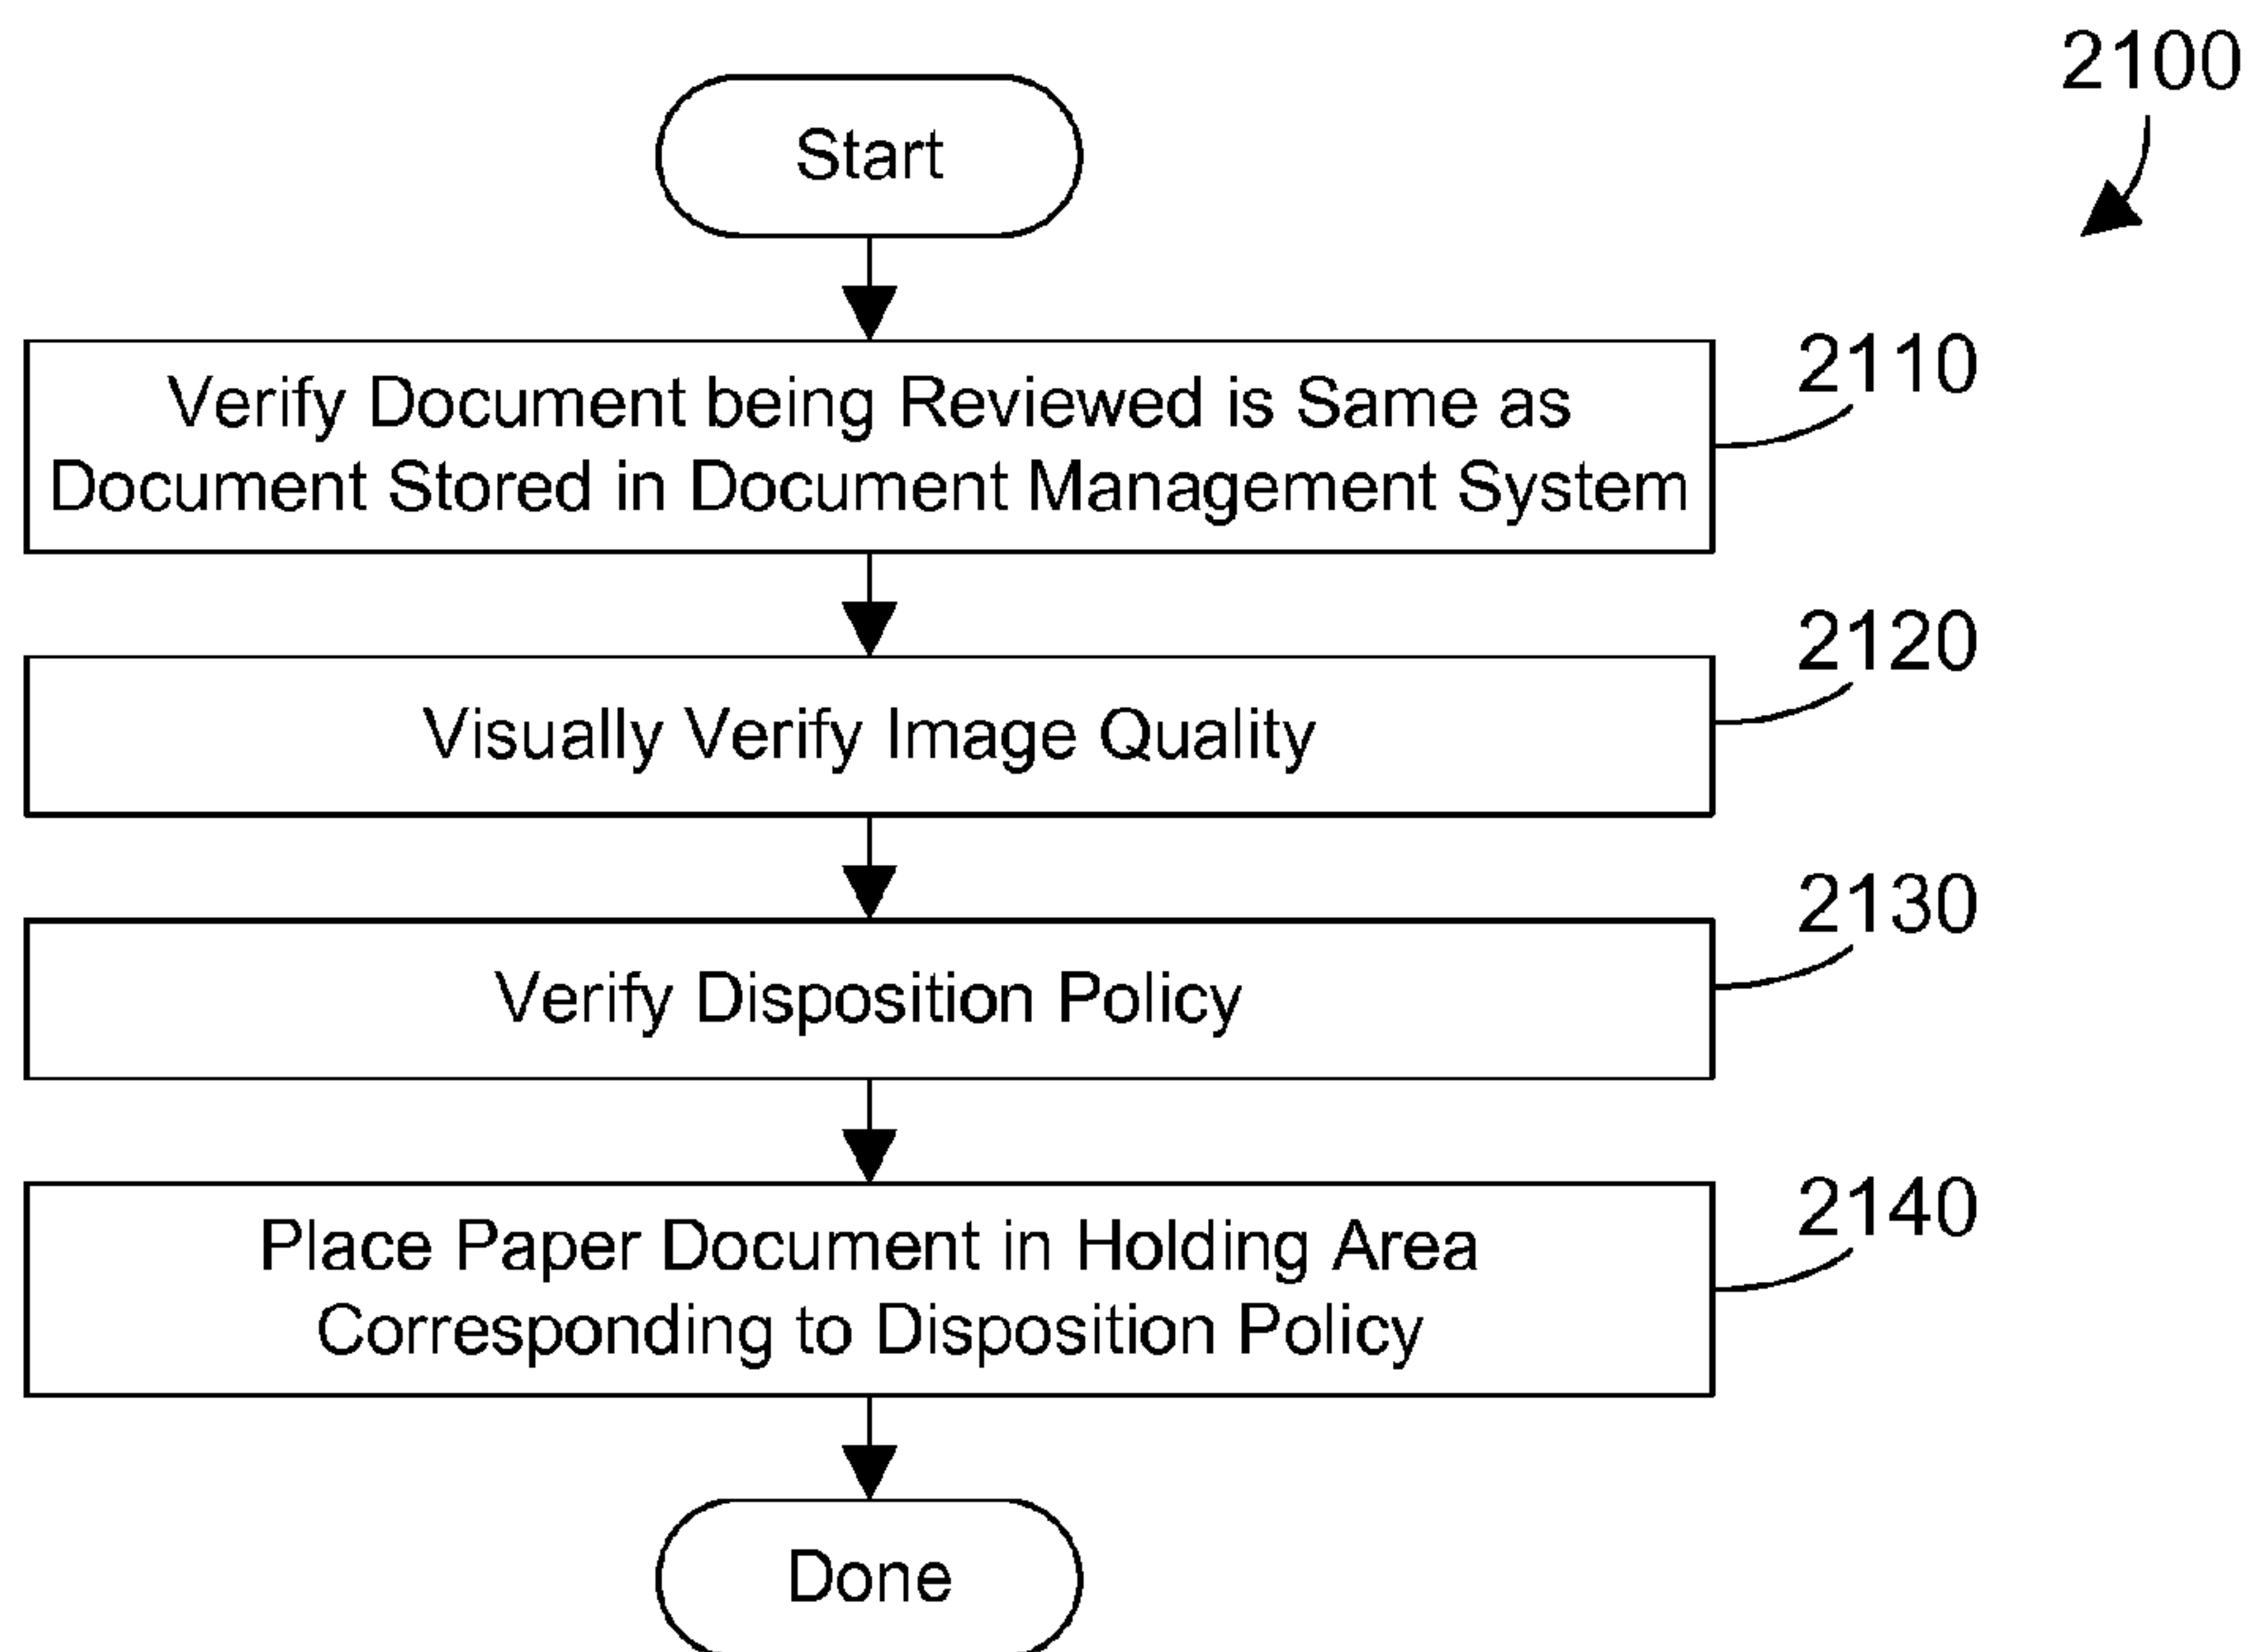 2100
Start
2110
Verify Document being Reviewed is Same as
Document Stored in Document Management System
2120
Visually Verify Image Quality
2130
Verify Disposition Policy
2140
Place Paper Document in Holding Area
Corresponding to Disposition Policy
Done